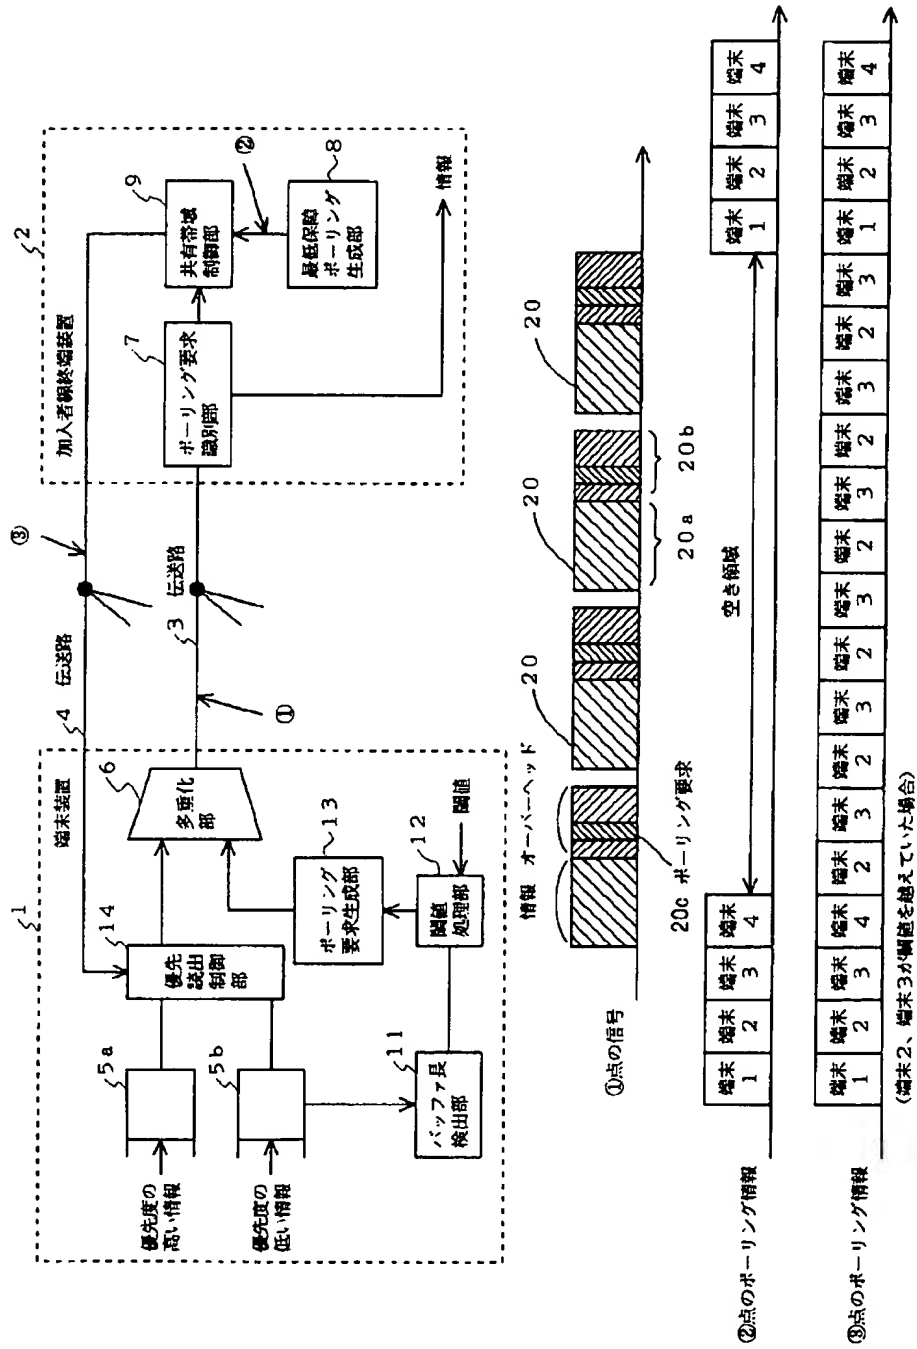 1
端末装置
4
伝送路
③
加入者線終端装置
2
優先度の
高い情報
5a
優先度の
低い情報
5b
14
優先
読出
制御
部
6
多重化
部
①
3
伝送路
7
ポーリング要求
識別部
9
共有帯域
制御部
②
8
最低保障
ポーリング
生成部
情報
13
ポーリング
要求生成部
12
閾値
処理部
閾値
11
バッファ長
検出部
①点の信号
情報 オーバーヘッド
20c ポーリング要求
20
20
20
20a
20b
②点のポーリング情報
端末
1
端末
2
端末
3
端末
4
空き領域
端末
1
端末
2
端末
3
端末
4
③点のポーリング情報
端末
1
端末
2
端末
3
端末
4
端末
2
端末
3
端末
2
端末
3
端末
2
端末
3
端末
2
端末
3
端末
2
端末
3
端末
2
端末
3
端末
1
端末
2
端末
3
端末
4
(端末2、端末3が閾値を越えていた場合)